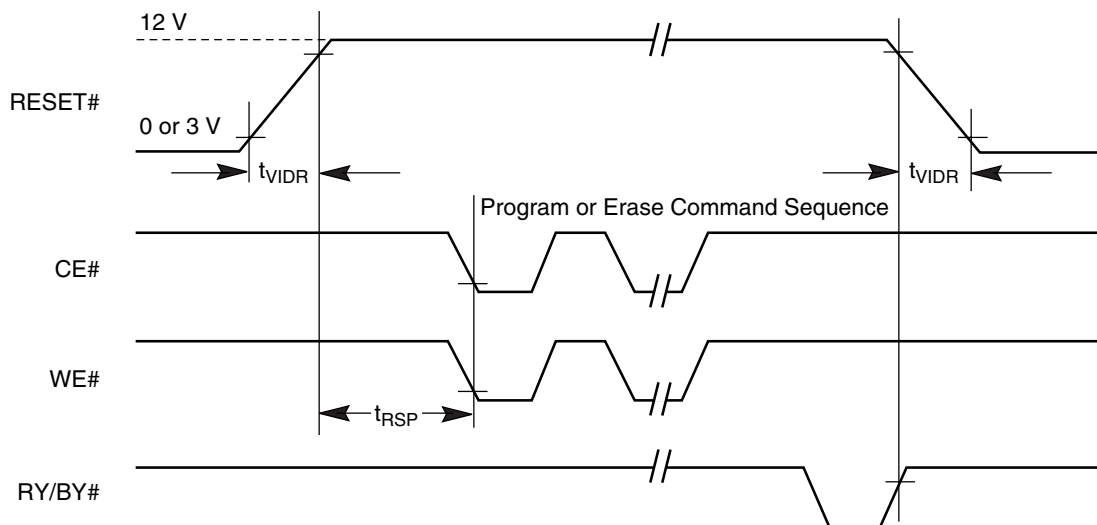 12 V
RESET#
0 or 3 V
tVIDR
tVIDR
Program or Erase Command Sequence
CE#
WE#
tRSP
RY/BY#